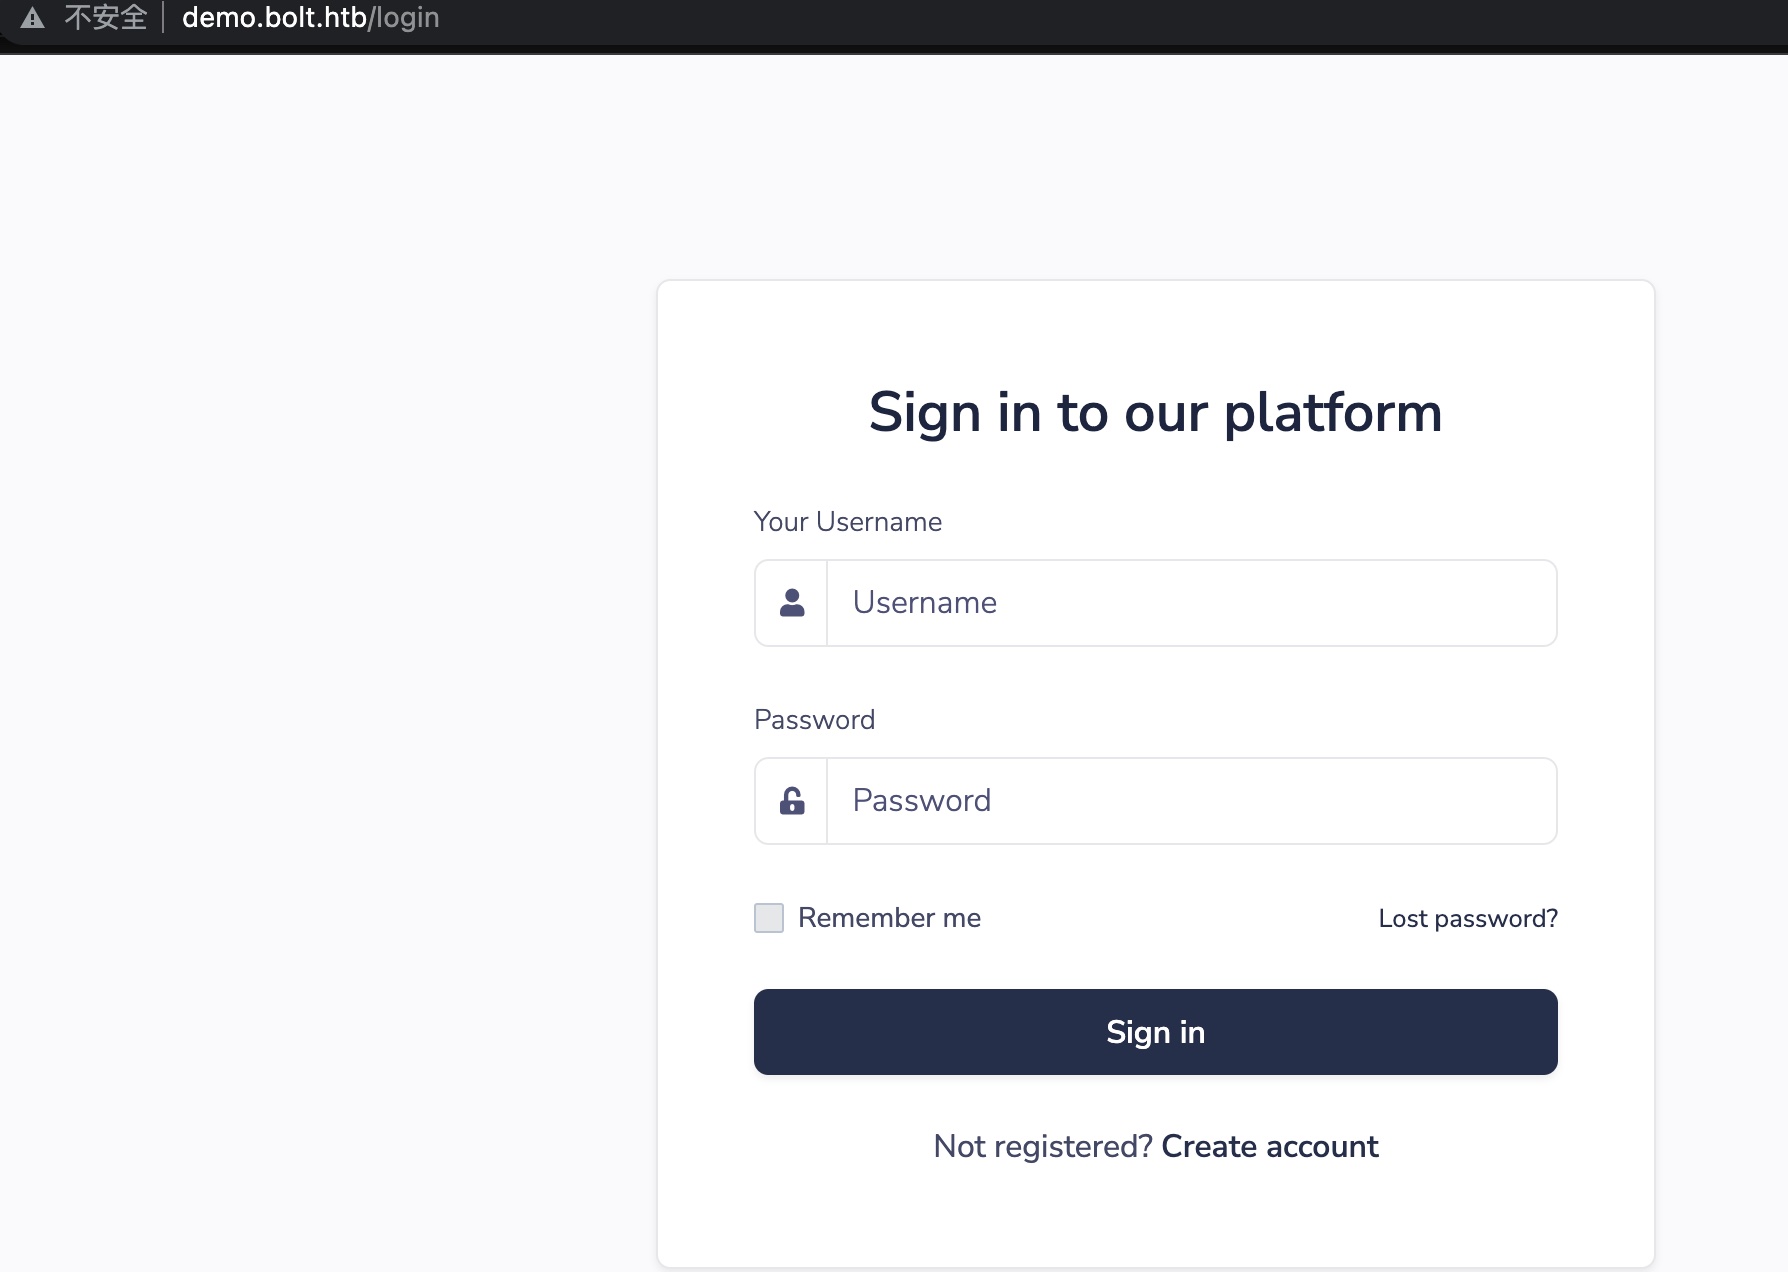 不安全 demo.bolt.htb/login
Sign in to our platform
Your Username
Username
Password
Password
Remember me Lost password?
Sign in
Not registered? Create account